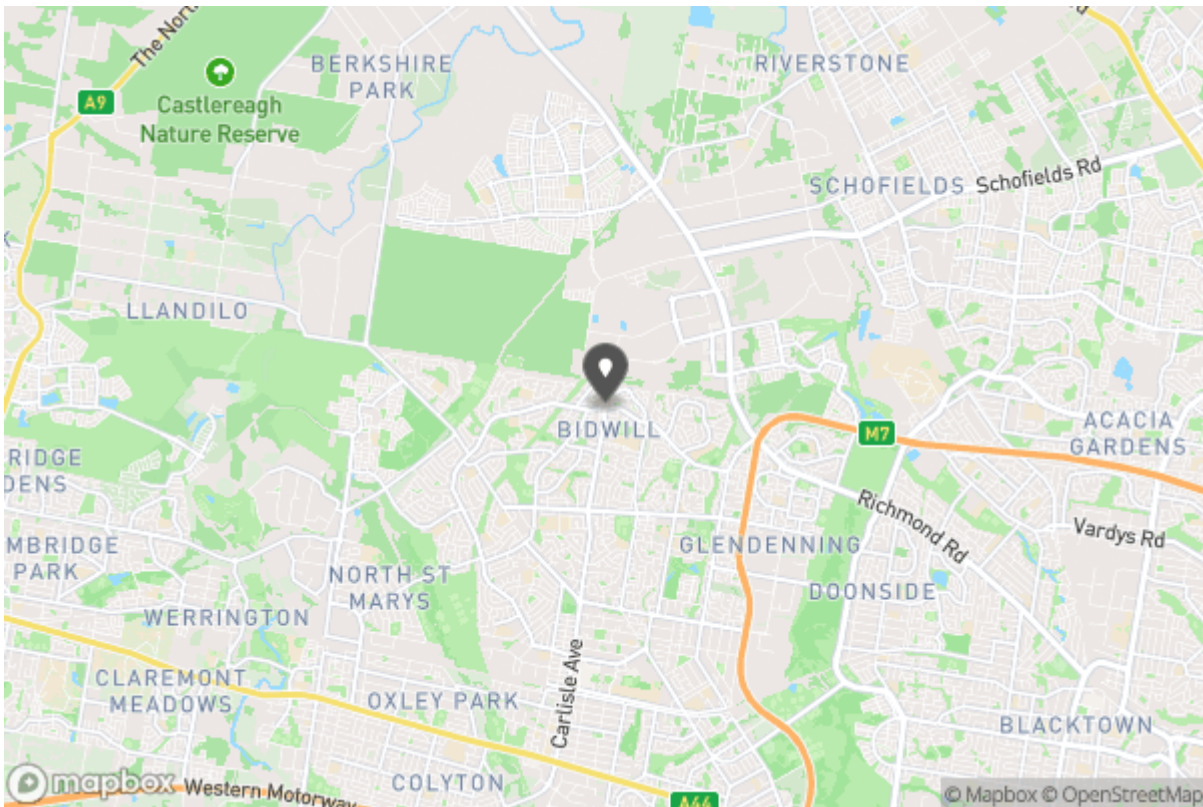 The North
Rd
BERKSHIRE
PARK
RIVERSTONE
A9
Castlereagh
Nature Reserve
SCHOFIELDS
Schofields Rd
LLANDILO
BIDWILL
ACACIA
GARDENS
M7
RIDGE
DENS
Richmond Rd
Vardys Rd
MBRIDGE
PARK
GLENDENNING
NORTH ST
MARYS
DOONSIDE
WERRINGTON
Carlisle Ave
CLAREMONT
MEADOWS
OXLEY PARK
BLACKTOWN
COLYTON
mapbox
Western Motorway
A44
© Mapbox © OpenStreetMap